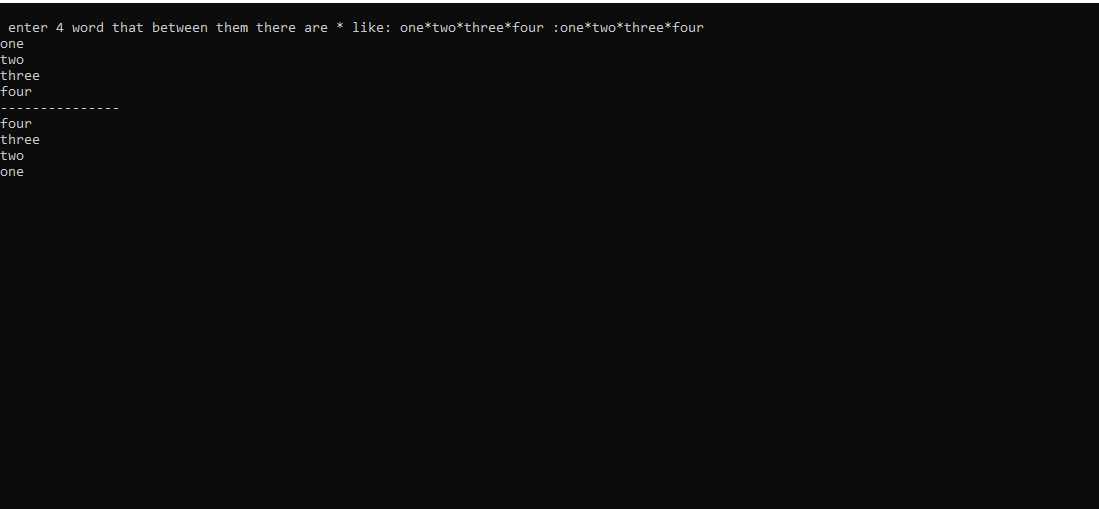 enter 4 word that between them there are * like: one*two*three*four :one*two*three*four
one
two
three
four
---------------
four
three
two
one